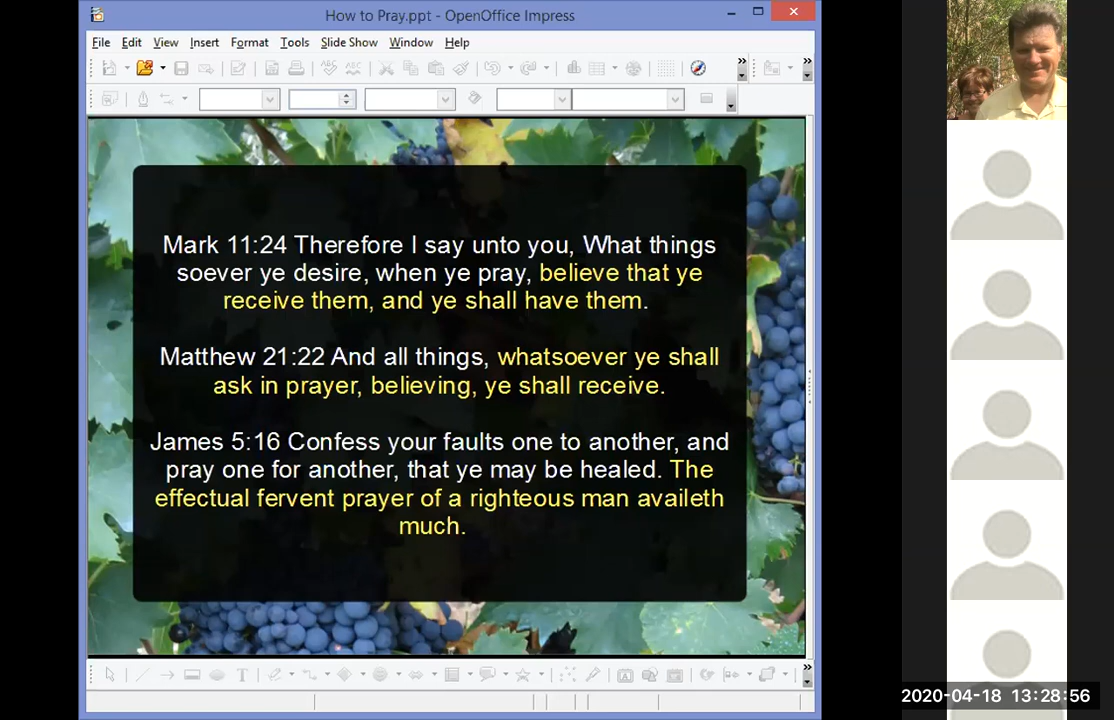 How to Pray.ppt - OpenOffice Impress
File Edit View Insert Format Tools Slide Show Window Help
Mark 11:24 Therefore I say unto you, What things
soever ye desire, when ye pray, believe that ye
receive them, and ye shall have them.
Matthew 21:22 And all things, whatsoever ye shall
ask in prayer, believing, ye shall receive.
James 5:16 Confess your faults one to another, and
pray one for another, that ye may be healed. The
effectual fervent prayer of a righteous man availeth
much.
2020-04-18 13:28:56